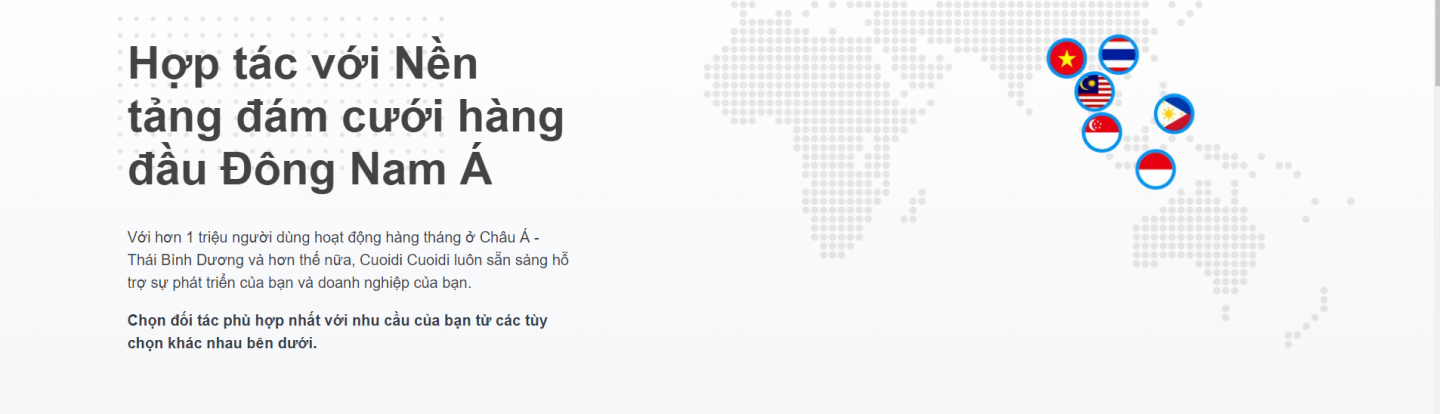 Hợp tác với Nền
tảng đám cưới hàng
đầu Đông Nam Á
Với hơn 1 triệu người dùng hoạt động hàng tháng ở Châu Á -
Thái Bình Dương và hơn thế nữa, Cuoidi Cuoidi luôn sẵn sàng hỗ
trợ sự phát triển của bạn và doanh nghiệp của bạn.
Chọn đối tác phù hợp nhất với nhu cầu của bạn từ các tùy
chọn khác nhau bên dưới.